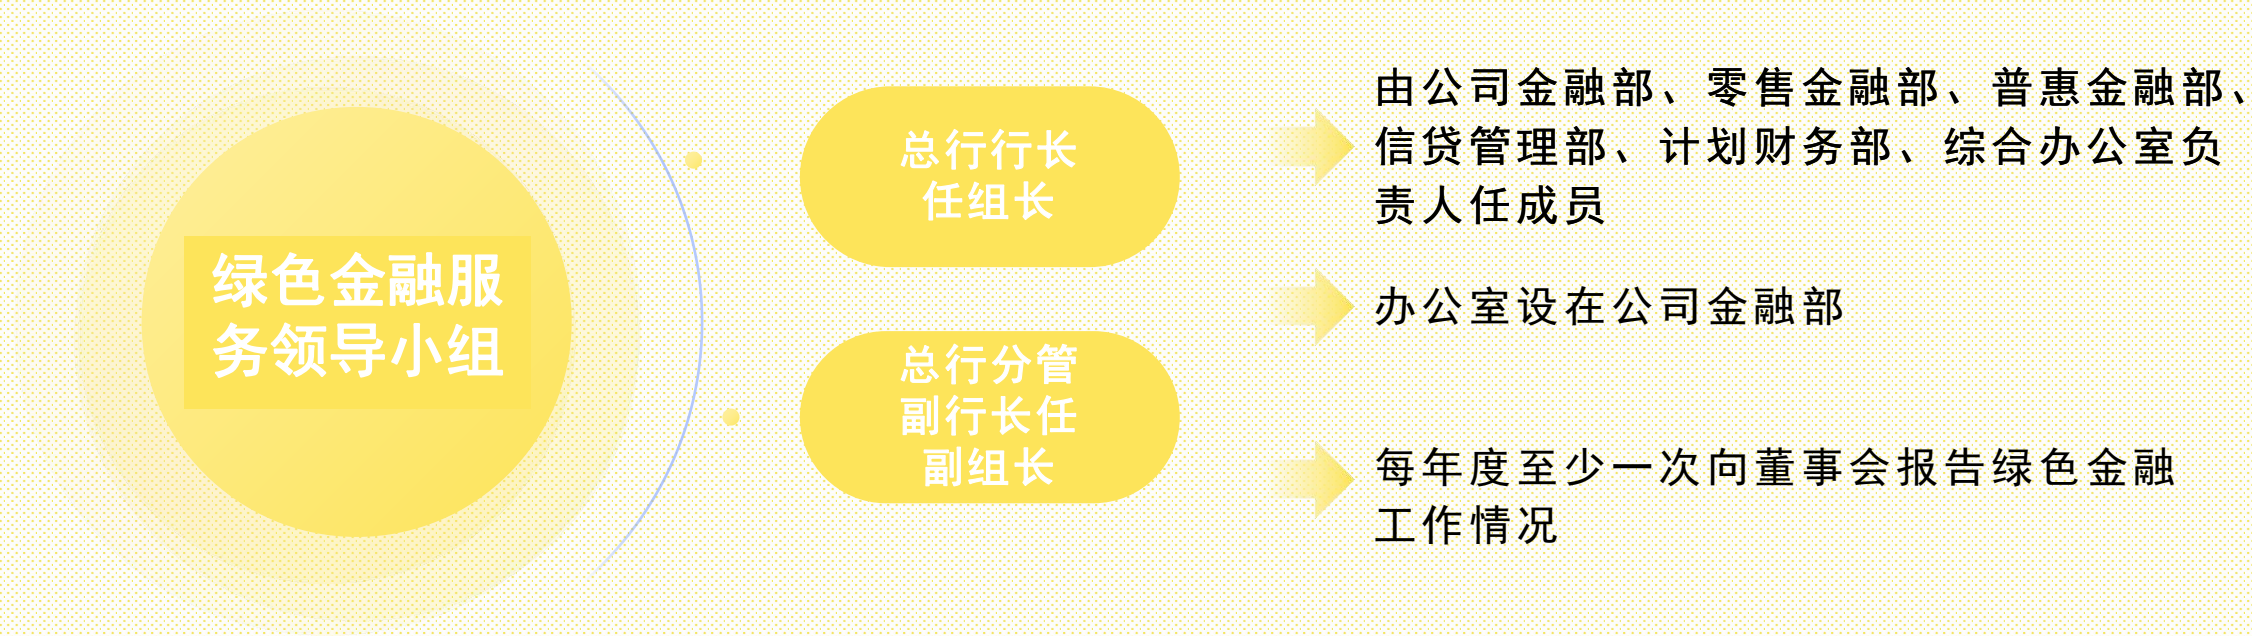 绿色金融服
务领导小组
总行行长
任组长
总行分管
副行长任
副组长
由公司金融部、零售金融部、普惠金融部、
信贷管理部、计划财务部、综合办公室负
责人任成员
办公室设在公司金融部
每年度至少一次向董事会报告绿色金融
工作情况